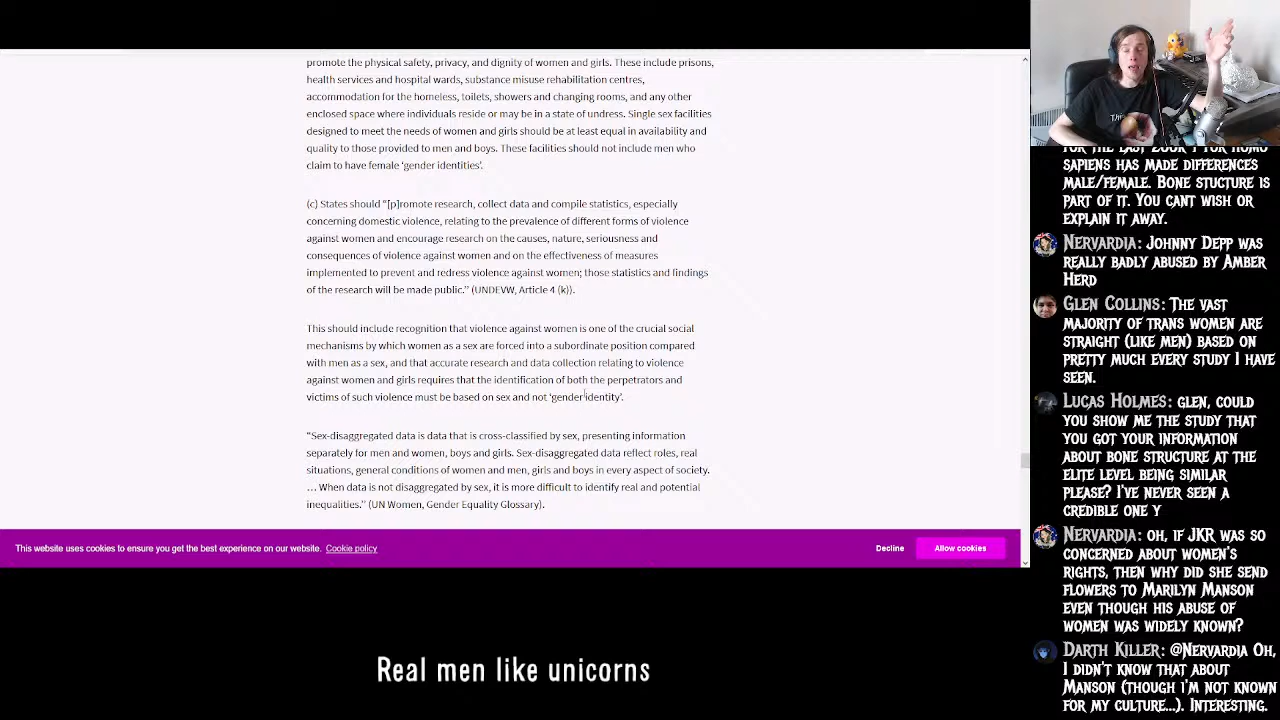 promote the physical safety, privacy, and dignity of women and girls. These include prisons,
health services and hospital wards, substance misuse rehabilitation centres,
accommodation for the homeless, toilets, showers and changing rooms, and any other
enclosed space where individuals reside or may be in a state of undress. Single sex facilities
designed to meet the needs of women and girls should be at least equal in availability and
quality to those provided to men and boys. These facilities should not include men who
claim to have female ‘gender identities’.
(c) States should “[p]romote research, collect data and compile statistics, especially
concerning domestic violence, relating to the prevalence of different forms of violence
against women and encourage research on the causes, nature, seriousness and
consequences of violence against women and on the effectiveness of measures
implemented to prevent and redress violence against women; those statistics and findings
of the research will be made public.” (UNDEVW, Article 4 (k)).
This should include recognition that violence against women is one of the crucial social
mechanisms by which women as a sex are forced into a subordinate position compared
with men as a sex, and that accurate research and data collection relating to violence
against women and girls requires that the identification of both the perpetrators and
victims of such violence must be based on sex and not ‘gender identity’.
“Sex-disaggregated data is data that is cross-classified by sex, presenting information
separately for men and women, boys and girls. Sex-disaggregated data reflect roles, real
situations, general conditions of women and men, girls and boys in every aspect of society.
… When data is not disaggregated by sex, it is more difficult to identify real and potential
inequalities.” (UN Women, Gender Equality Glossary).
This website uses cookies to ensure you get the best experience on our website. Cookie policy
Decline
Allow cookies
Real men like unicorns
sapiens has made differences
male/female. Bone stucture is
part of it. You cant wish or
explain it away.
Nervardia: Johnny Depp was
really badly abused by Amber
Herd
Glen Collins: The vast
majority of trans women are
straight (like men) based on
pretty much every study I have
seen.
Lucas Holmes: Glen, could
you show me the study that
you got your information
about bone structure at the
elite level being similar
please? I've never seen a
credible one y
Nervardia: oh, if JKR was so
concerned about women's
rights, then why did she send
flowers to Marilyn Manson
even though his abuse of
women was widely known?
Darth Killer: @Nervardia Oh,
I didn't know that about
Manson (though i'm not known
for my culture...). Interesting.